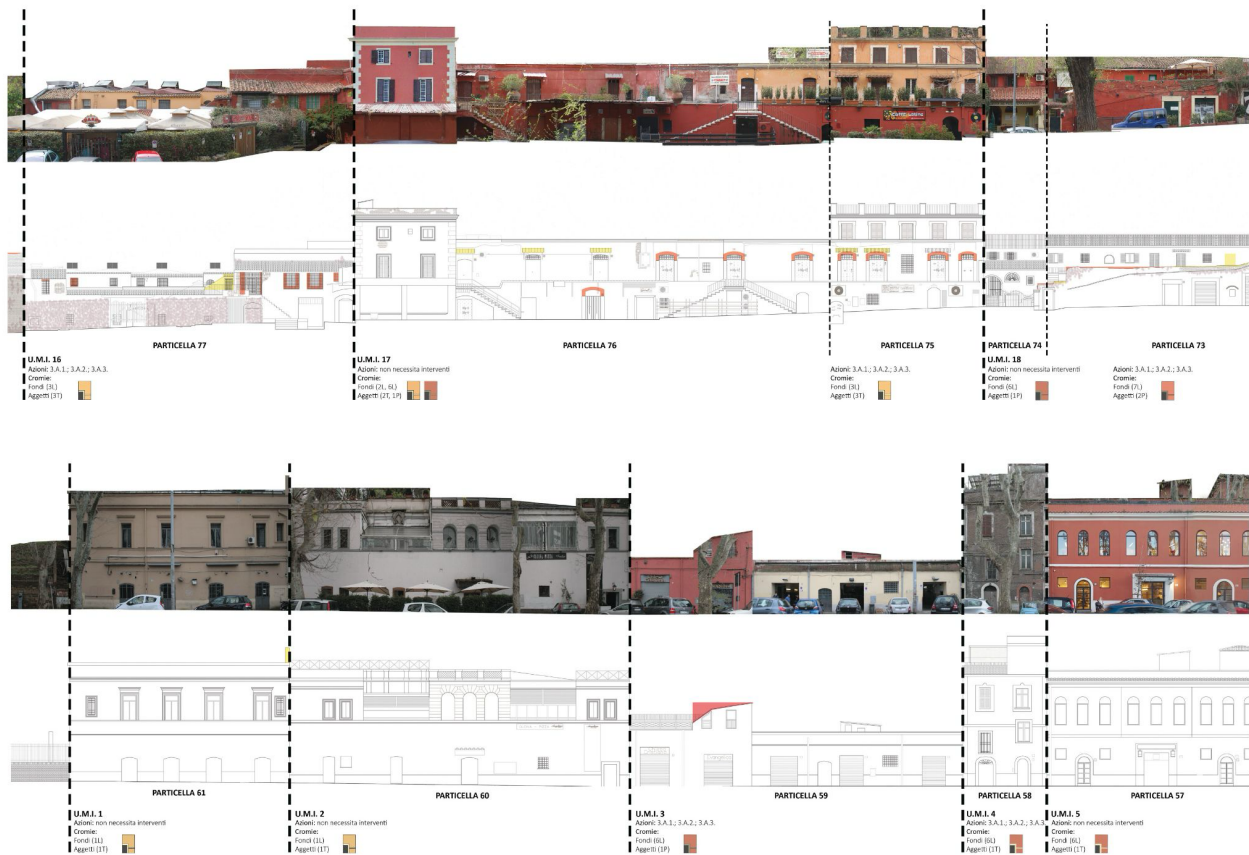 PARTICELLA 77
PARTICELLA 76
PARTICELLA 75
PARTICELLA 74
PARTICELLA 73
U.M.I. 16
Azioni: 3.A.1.; 3.A.2.; 3.A.3.
Cromie:
Fondi (3L)
Aggetti (3T)
U.M.I. 17
Azioni: non necessita interventi
Cromie:
Fondi (2L, 6L)
Aggetti (2T, 1P)
Azioni: 3.A.1.; 3.A.2.; 3.A.3.
Cromie:
Fondi (3L)
Aggetti (3T)
U.M.I. 18
Azioni: non necessita interventi
Cromie:
Fondi (6L)
Aggetti (1P)
Azioni: 3.A.1.; 3.A.2.; 3.A.3.
Cromie:
Fondi (7L)
Aggetti (2P)
PARTICELLA 61
PARTICELLA 60
PARTICELLA 59
PARTICELLA 58
PARTICELLA 57
U.M.I. 1
Azioni: non necessita interventi
Cromie:
Fondi (1L)
Aggetti (1T)
U.M.I. 2
Azioni: non necessita interventi
Cromie:
Fondi (1L)
Aggetti (1T)
U.M.I. 3
Azioni: 3.A.1.; 3.A.2.; 3.A.3.
Cromie:
Fondi (6L)
Aggetti (1P)
U.M.I. 4
Azioni: 3.A.1.; 3.A.2.; 3.A.3.
Cromie:
Fondi (6L)
Aggetti (1T)
U.M.I. 5
Azioni: non necessita interventi
Cromie:
Fondi (6L)
Aggetti (1T)